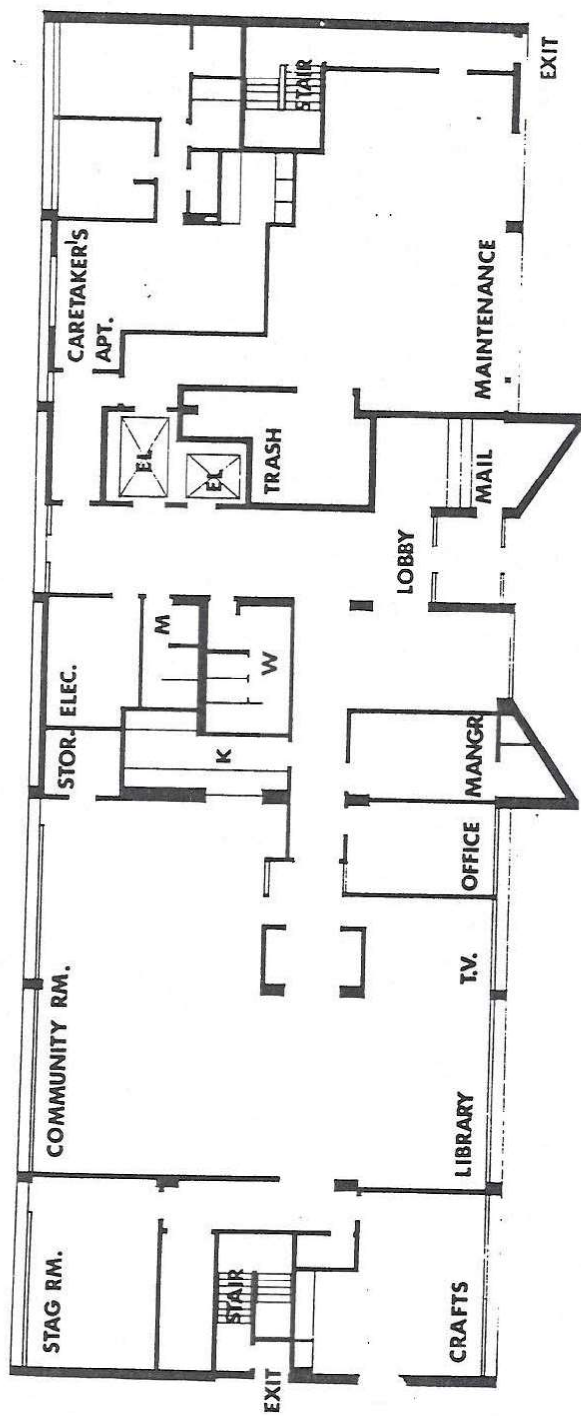 STAG RM.
COMMUNITY RM.
STOR.
ELEC.
CARETAKER'S
APT.
M
K
W
EL
EL
TRASH
STAIR
STAIR
EXIT
CRAFTS
LIBRARY
T.V.
OFFICE
MANGR
LOBBY
MAIL
MAINTENANCE
EXIT